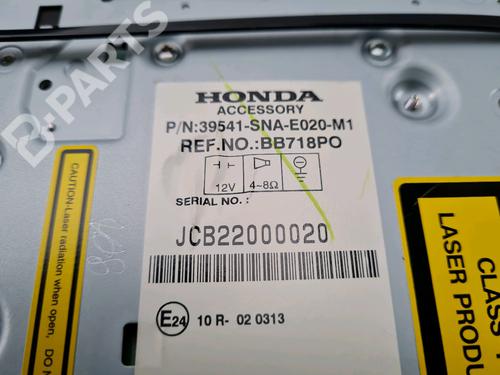 B-PARTS
HONDA
ACCESSORY
P/N:39541-SNA-E020-M1
REF.NO.:BB718PO
12V 4~8Ω
SERIAL NO. :
JCB22000020
E24 10 R- 02 0313
CAUTION-Laser
radiation when
open, DO
CLASS
LASER PRODU